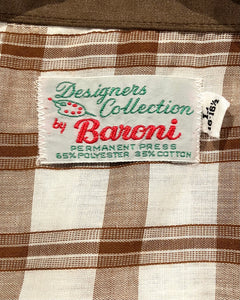 Designers
Collection
by Baroni
PERMANENT PRESS
65% POLYESTER 35% COTTON